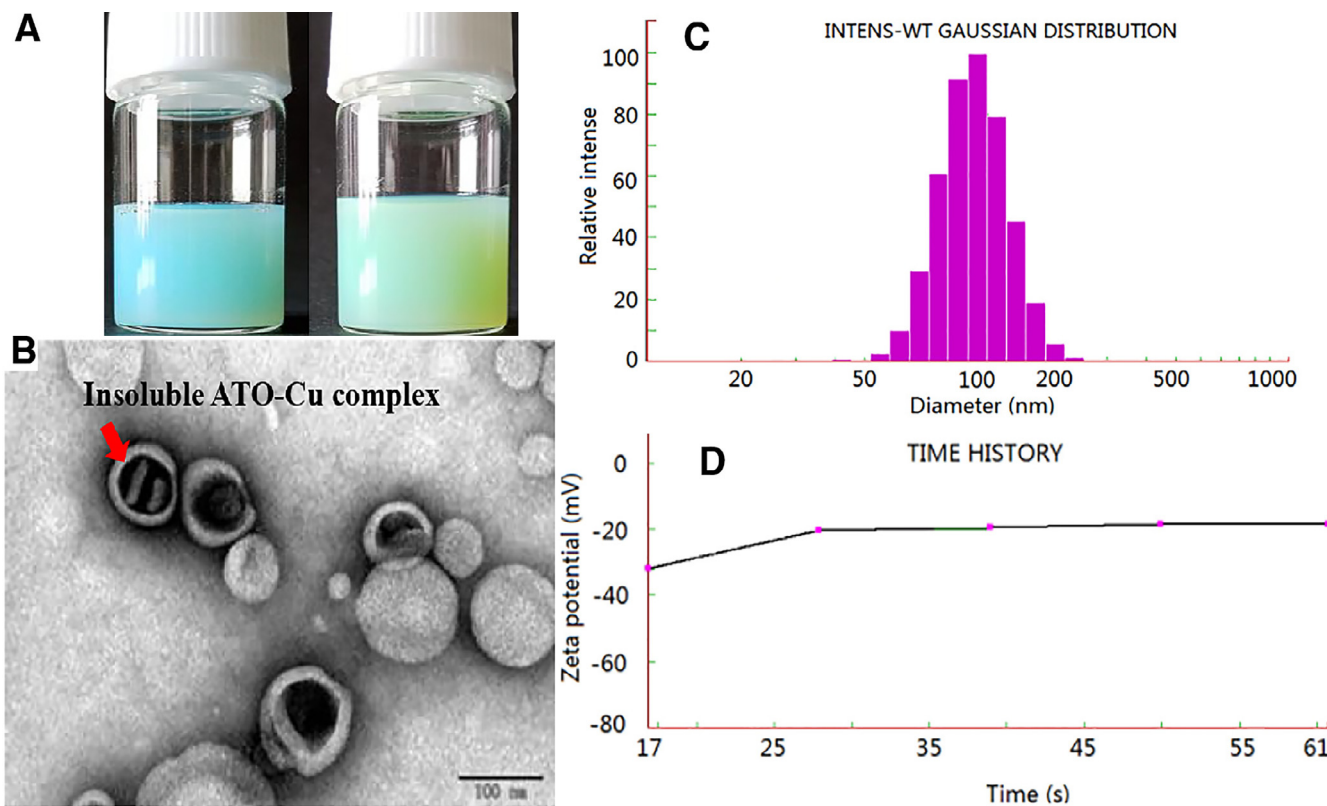 A
B
Insoluble ATO-Cu complex
100 nm
C
INTENS-WT GAUSSIAN DISTRIBUTION
Relative intense
100
80
60
40
20
0
20
50
100
200
500
1000
Diameter (nm)
D
TIME HISTORY
Zeta potential (mV)
0
-20
-40
-60
-80
17
25
35
45
55
61
Time (s)